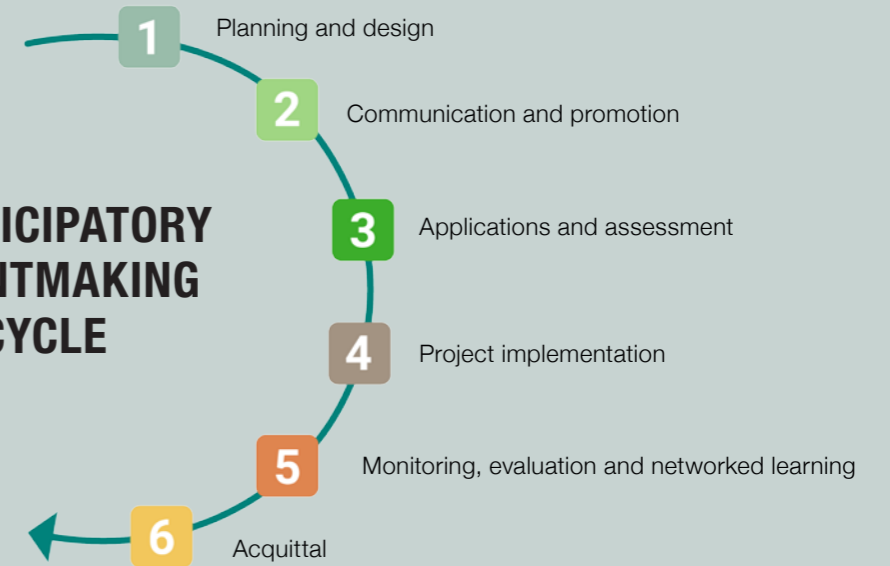 1 Planning and design
2 Communication and promotion
ICIPATORY
3 Applications and assessment
TMAKING
CYCLE
4 Project implementation
5 Monitoring, evaluation and networked learning
6 Acquittal